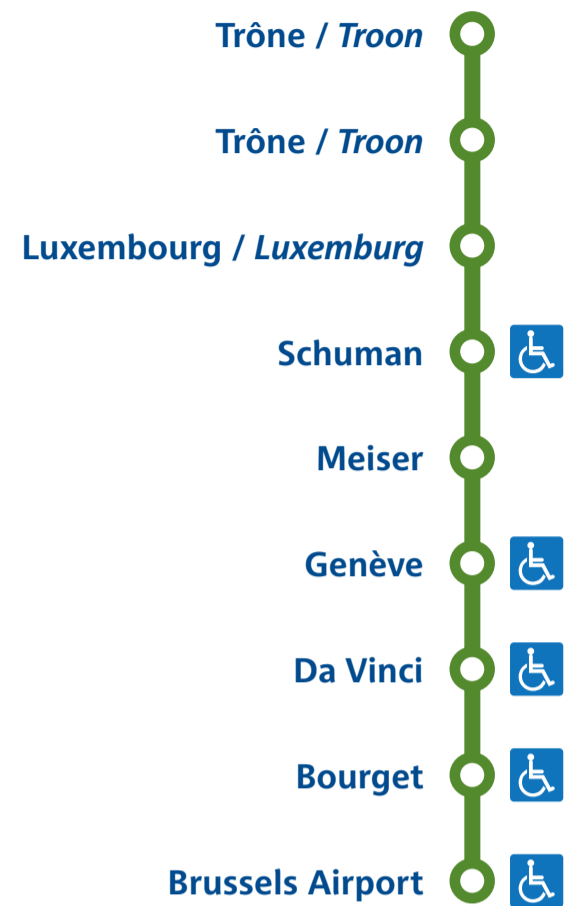 Trône / Troon
Trône / Troon
Luxembourg / Luxemburg
Schuman
Meiser
Genève
Da Vinci
Bourget
Brussels Airport